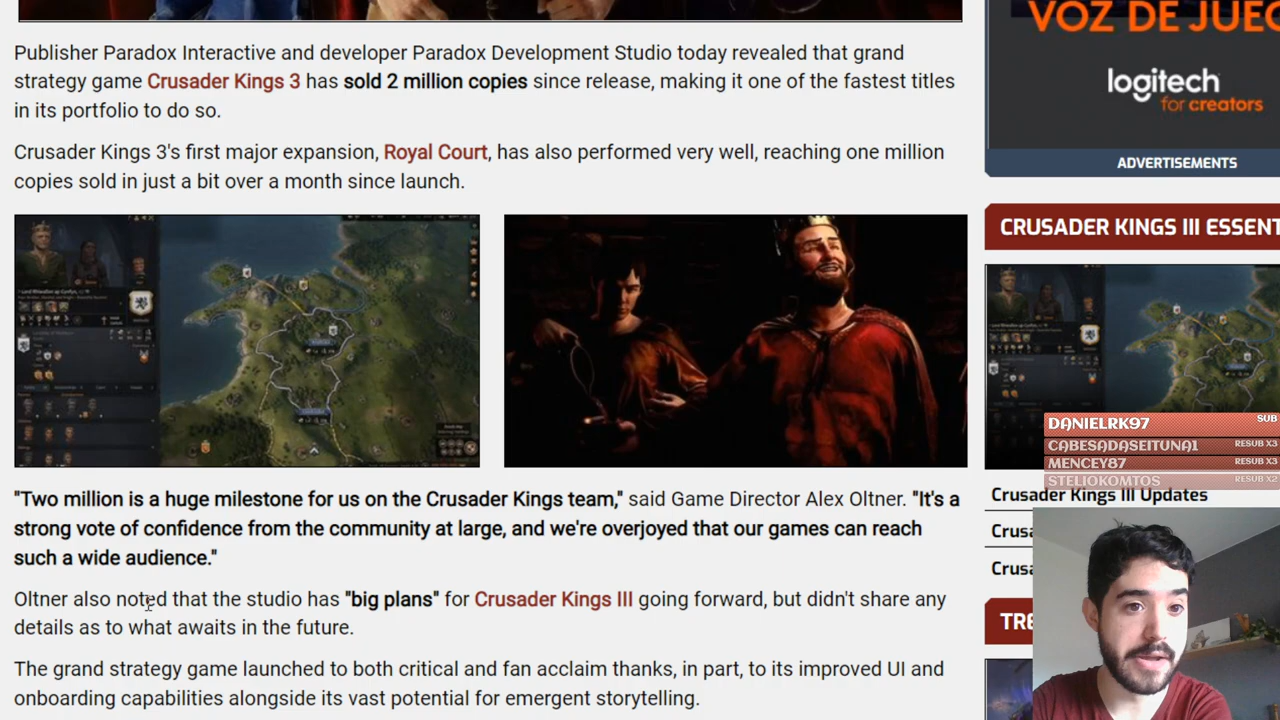 Publisher Paradox Interactive and developer Paradox Development Studio today revealed that grand
strategy game Crusader Kings 3 has sold 2 million copies since release, making it one of the fastest titles
in its portfolio to do so.
Crusader Kings 3's first major expansion, Royal Court, has also performed very well, reaching one million
copies sold in just a bit over a month since launch.
"Two million is a huge milestone for us on the Crusader Kings team," said Game Director Alex Oltner. "It's a
strong vote of confidence from the community at large, and we're overjoyed that our games can reach
such a wide audience."
Oltner also noted that the studio has "big plans" for Crusader Kings III going forward, but didn't share any
details as to what awaits in the future.
The grand strategy game launched to both critical and fan acclaim thanks, in part, to its improved UI and
onboarding capabilities alongside its vast potential for emergent storytelling.
VOZ DE JUEG
logitech
for creators
ADVERTISEMENTS
CRUSADER KINGS III ESSENT
DANIELRK97 SUB
CABESADASEITUNA1 RESUB X3
MENCEY87 RESUB X3
STELIOKOMTOS RESUB X2
Crusader Kings III Updates
Crusa
Crusa
TRE